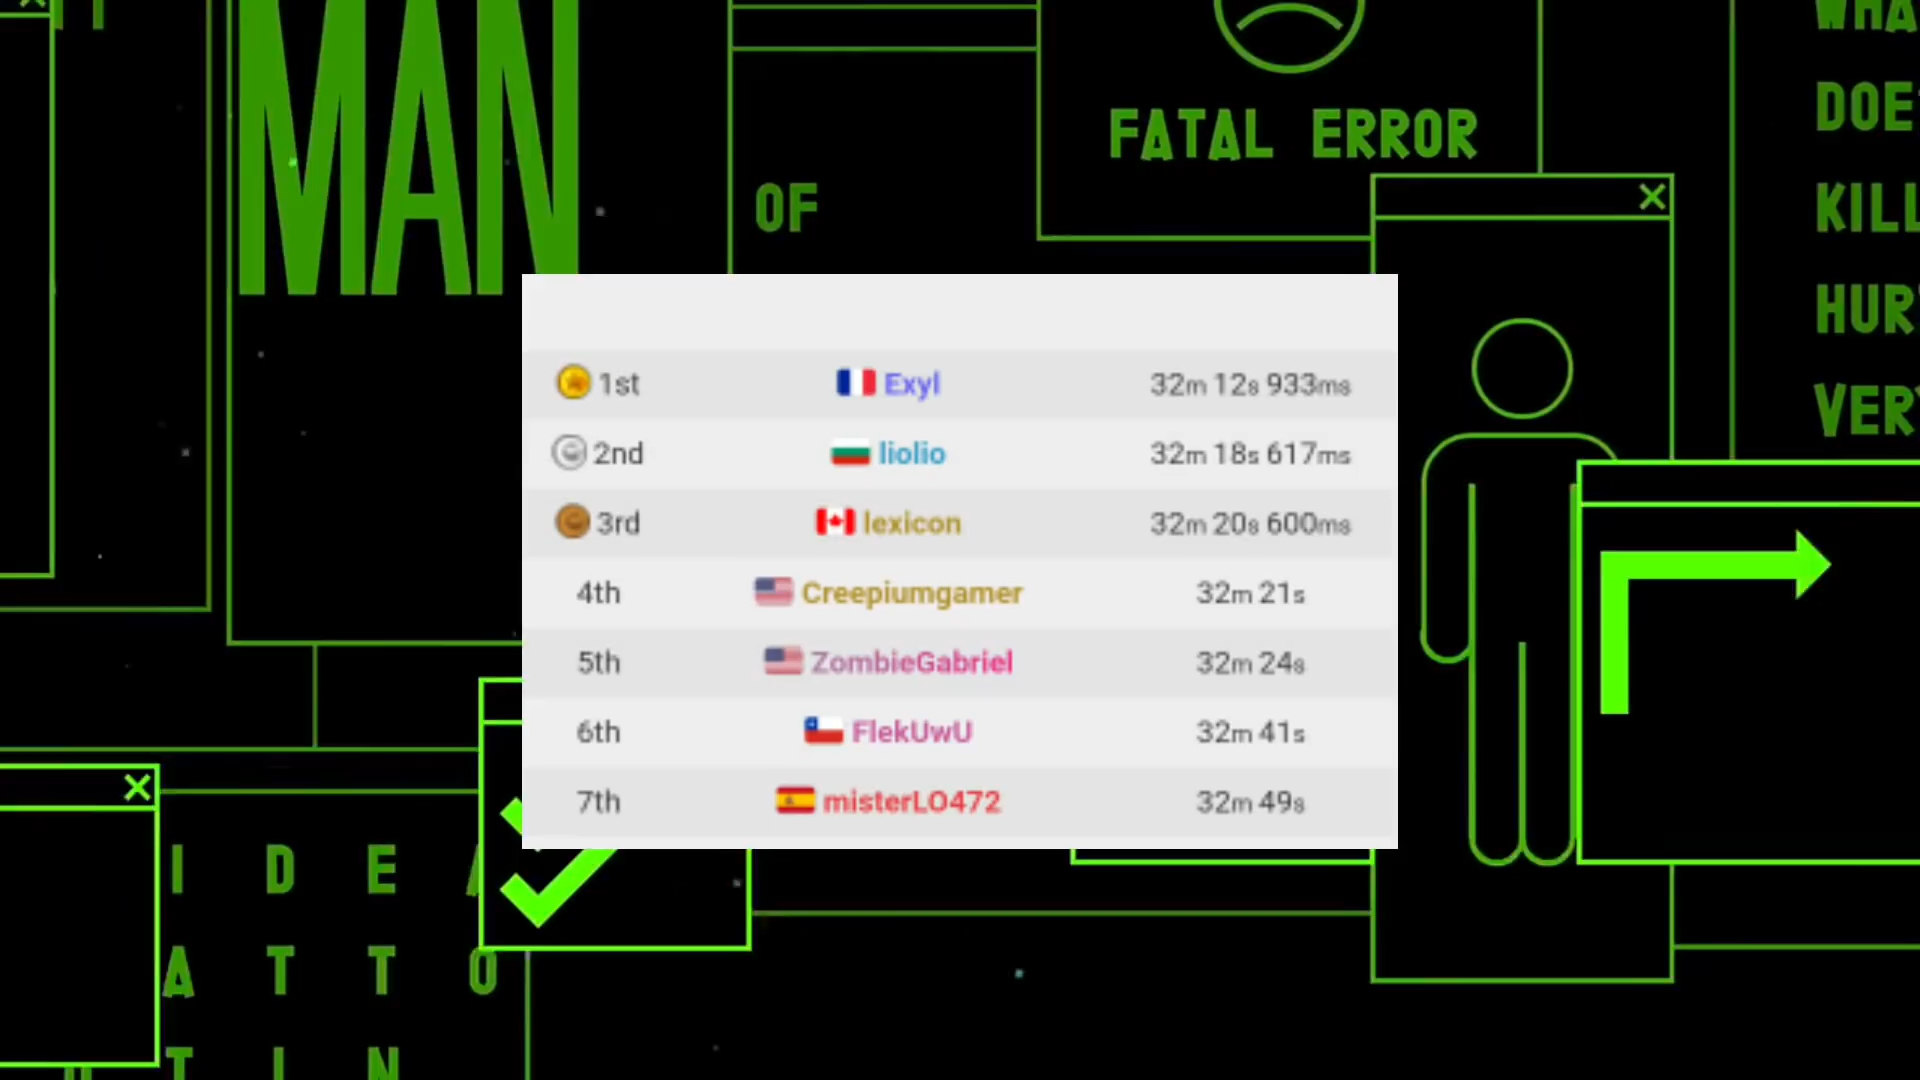 MAN
FATAL ERROR
OF
DOE
KILL
HUR
VER
1st Exyl 32m 12s 933ms
2nd liolio 32m 18s 617ms
3rd lexicon 32m 20s 600ms
4th Creepiumgamer 32m 21s
5th ZombieGabriel 32m 24s
6th FlekUwU 32m 41s
7th misterLO472 32m 49s
I D E A
A T T O
T I N